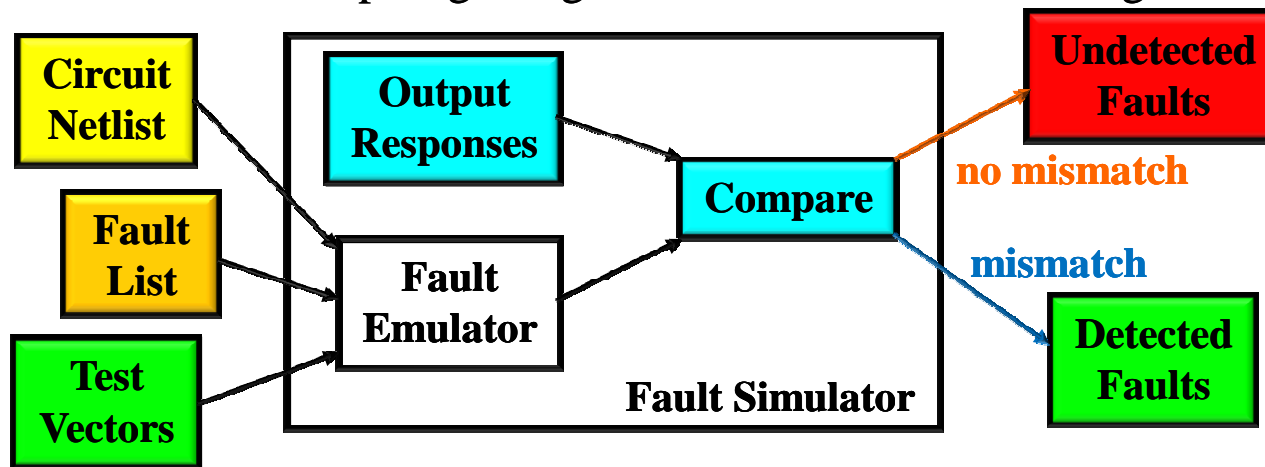 Circuit
Netlist
Output
Responses
Undetected
Faults
Compare
no mismatch
Fault
List
Fault
Emulator
mismatch
Test
Vectors
Fault Simulator
Detected
Faults